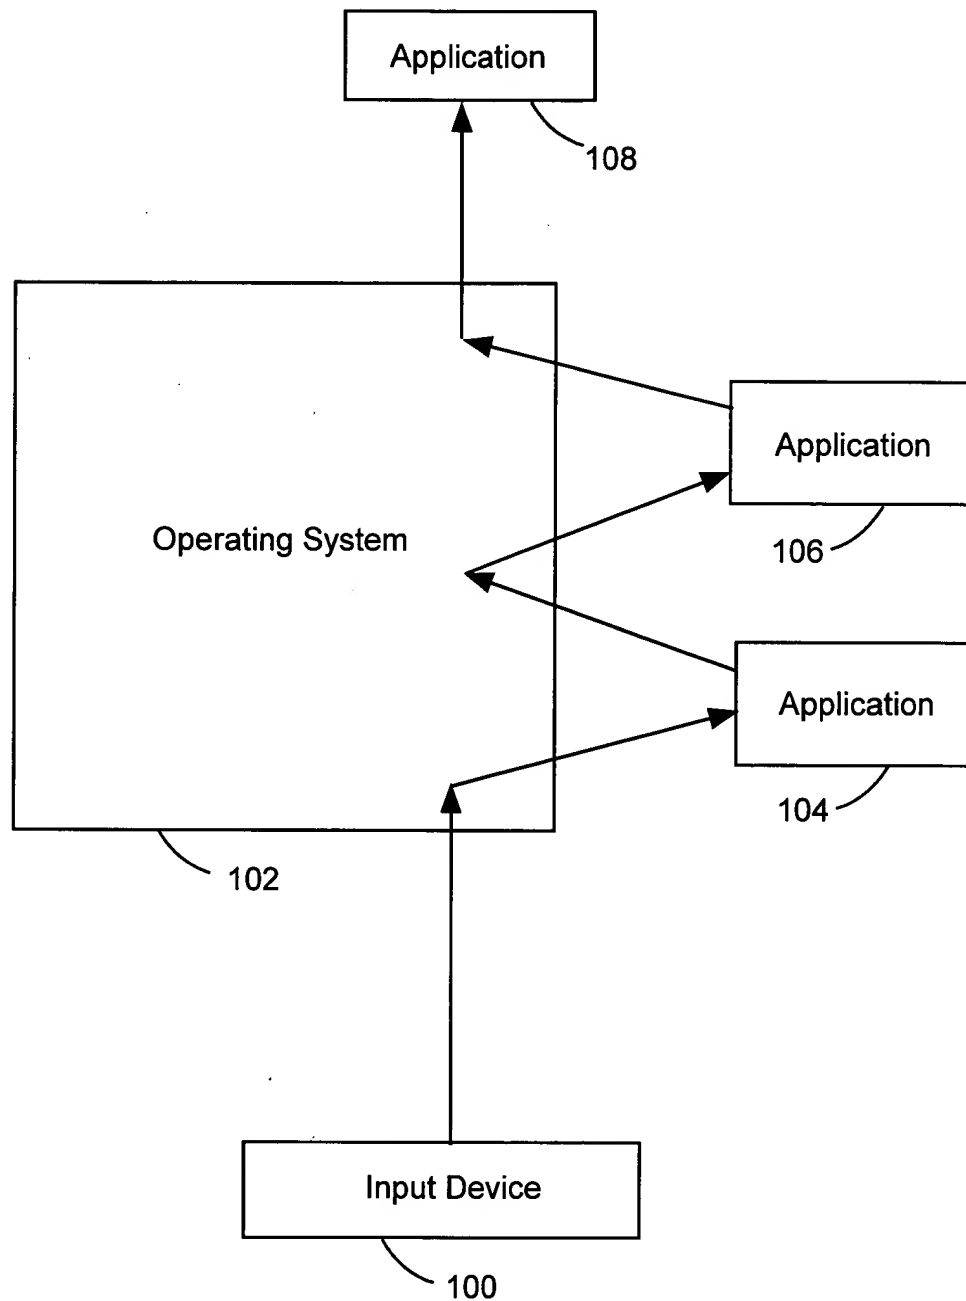 Application
108
Application
Operating System
106
Application
104
102
Input Device
100